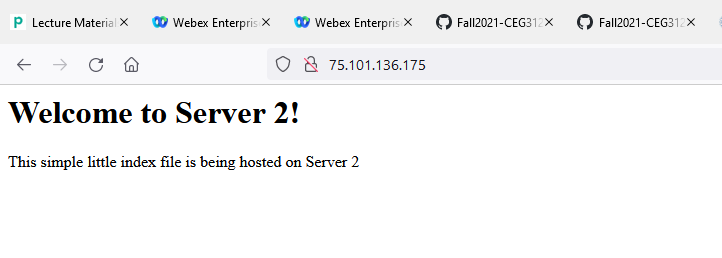 Lecture Material Webex Enterpris Webex Enterpris Fall2021-CEG312 Fall2021-CEG312
75.101.136.175
Welcome to Server 2!
This simple little index file is being hosted on Server 2